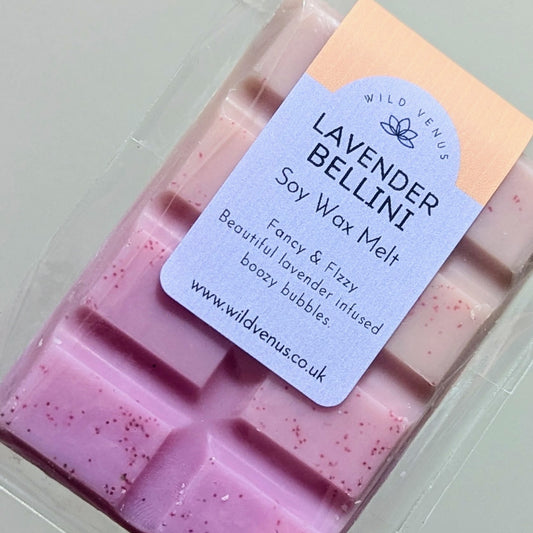 WILD VENUS
LAVENDER
BELLINI
Soy Wax Melt
Fancy & FIzzy
Beautiful lavender infused
boozy bubbles.
www.wildvenus.co.uk